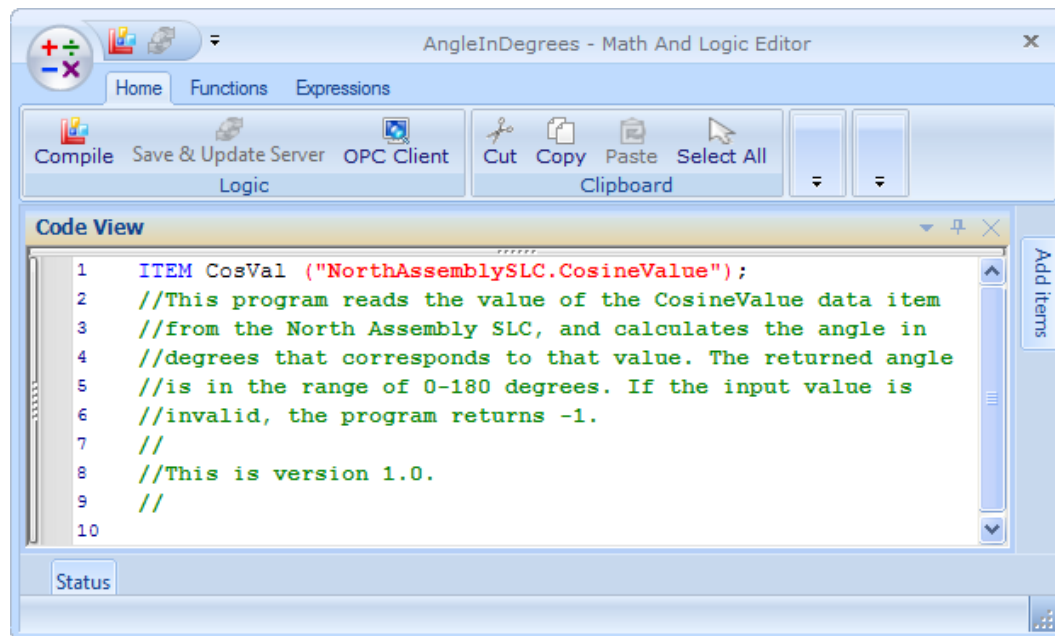 AngleInDegrees - Math And Logic Editor
Home Functions Expressions
Compile Save & Update Server OPC Client Cut Copy Paste Select All
Logic Clipboard
Code View
1 ITEM CosVal ("NorthAssemblySLC.CosineValue");
2 //This program reads the value of the CosineValue data item
3 //from the North Assembly SLC, and calculates the angle in
4 //degrees that corresponds to that value. The returned angle
5 //is in the range of 0-180 degrees. If the input value is
6 //invalid, the program returns -1.
7 //
8 //This is version 1.0.
9 //
10
Add items
Status